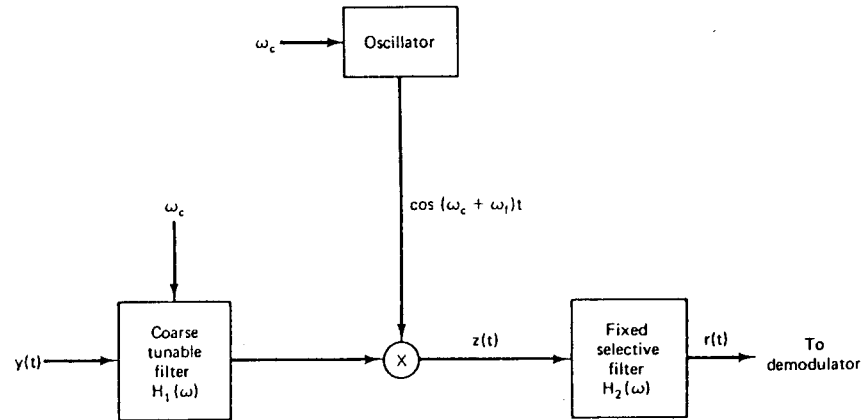 Oscillator
ω_c
cos (ω_c + ω_f)t
ω_c
y(t)
Coarse
tunable
filter
H_1(ω)
X
z(t)
Fixed
selective
filter
H_2(ω)
r(t)
To
demodulator